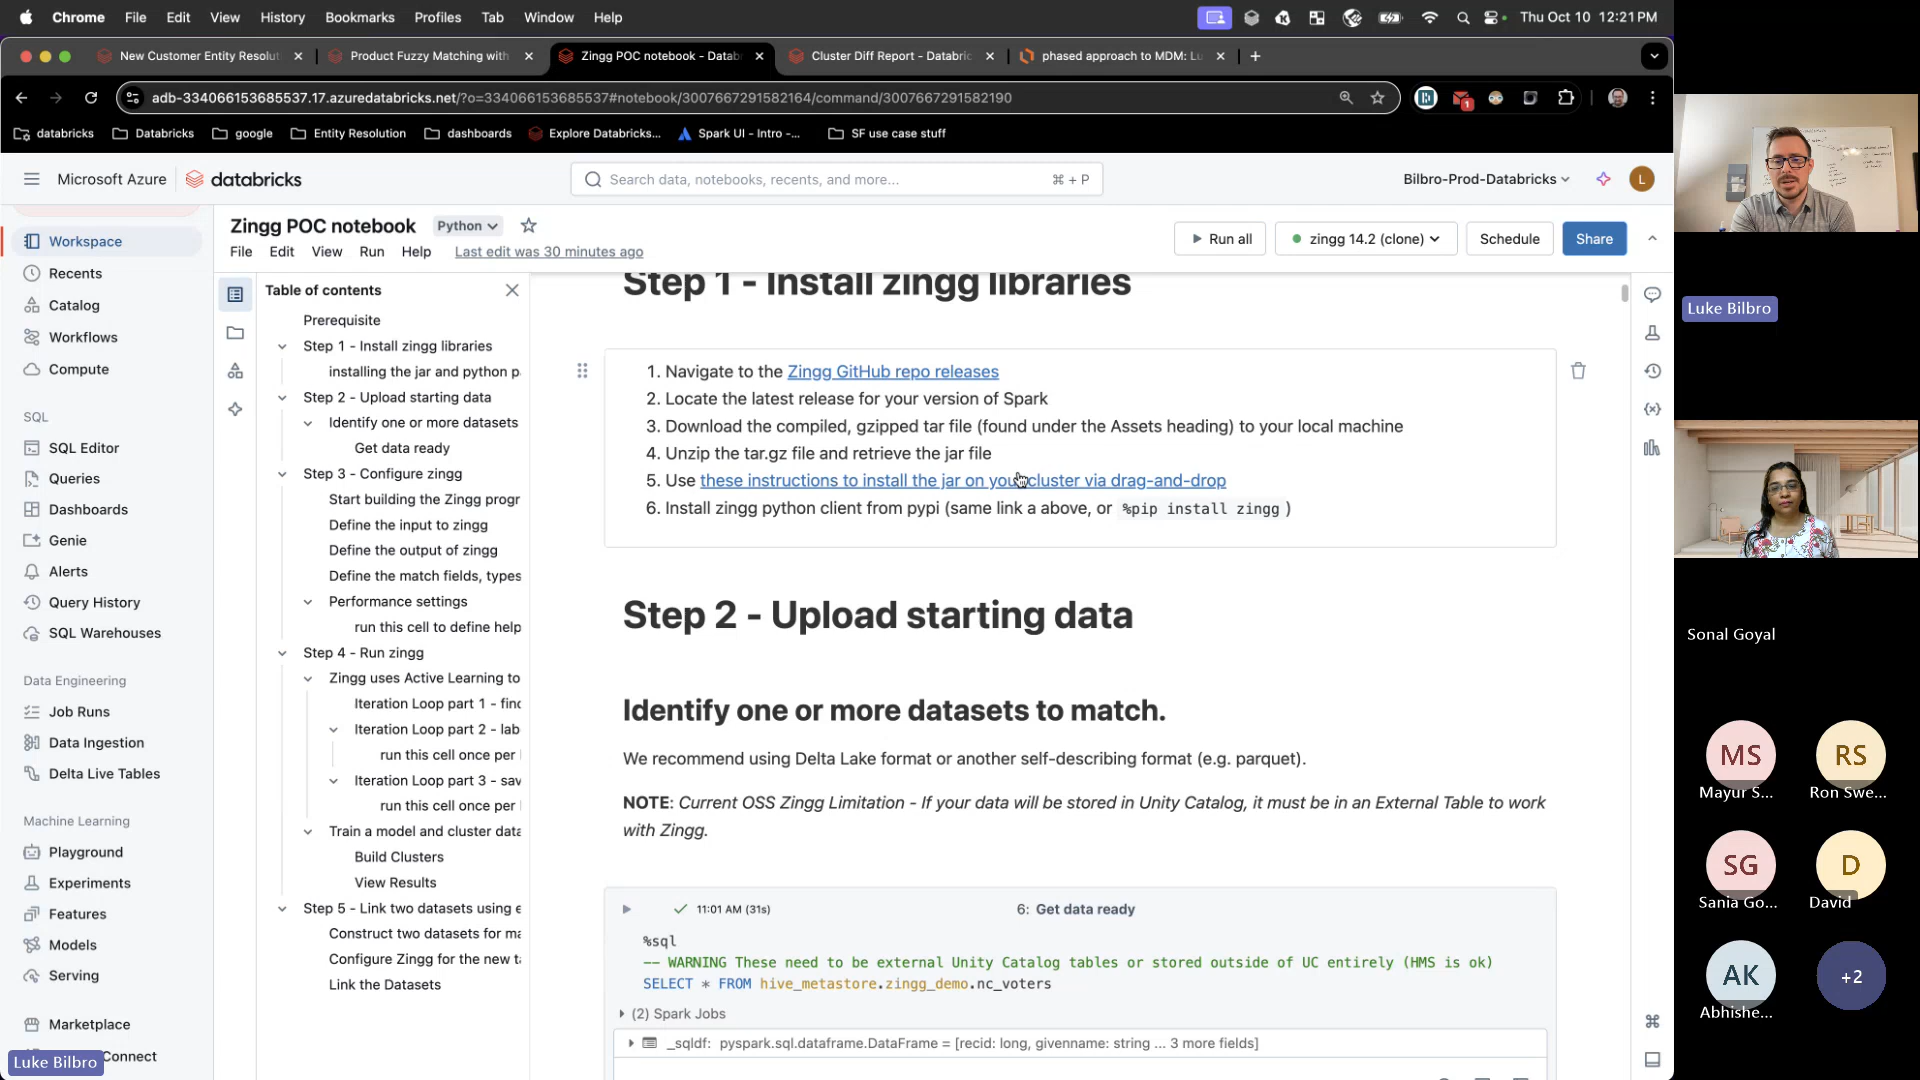 Chrome File Edit View History Bookmarks Profiles Tab Window Help
Thu Oct 10 12:21 PM
New Customer Entity Resolut
Product Fuzzy Matching with
Zingg POC notebook - Datab
Cluster Diff Report - Databric
phased approach to MDM: Lu
adb-334066153685537.17.azuredatabricks.net/?o=334066153685537#notebook/3007667291582164/command/3007667291582190
1
databricks Databricks google Entity Resolution dashboards Explore Databricks... Spark UI - Intro -... SF use case stuff
Microsoft Azure databricks
Search data, notebooks, recents, and more... ⌘ + P
Bilbro-Prod-Databricks
L
Workspace
Recents
Catalog
Workflows
Compute
SQL
SQL Editor
Queries
Dashboards
Genie
Alerts
Query History
SQL Warehouses
Data Engineering
Job Runs
Data Ingestion
Delta Live Tables
Machine Learning
Playground
Experiments
Features
Models
Serving
Marketplace
Connect
Luke Bilbro
Zingg POC notebook Python
File Edit View Run Help Last edit was 30 minutes ago
Run all zingg 14.2 (clone) Schedule Share
Table of contents
Prerequisite
Step 1 - Install zingg libraries
installing the jar and python p
Step 2 - Upload starting data
Identify one or more datasets
Get data ready
Step 3 - Configure zingg
Start building the Zingg progr
Define the input to zingg
Define the output of zingg
Define the match fields, types
Performance settings
run this cell to define help
Step 4 - Run zingg
Zingg uses Active Learning to
Iteration Loop part 1 - find
Iteration Loop part 2 - lab
run this cell once per
Iteration Loop part 3 - sav
run this cell once per
Train a model and cluster data
Build Clusters
View Results
Step 5 - Link two datasets using e
Construct two datasets for ma
Configure Zingg for the new ta
Link the Datasets
Step 1 - Install zingg libraries
1. Navigate to the Zingg GitHub repo releases
2. Locate the latest release for your version of Spark
3. Download the compiled, gzipped tar file (found under the Assets heading) to your local machine
4. Unzip the tar.gz file and retrieve the jar file
5. Use these instructions to install the jar on your cluster via drag-and-drop
6. Install zingg python client from pypi (same link a above, or %pip install zingg )
Step 2 - Upload starting data
Identify one or more datasets to match.
We recommend using Delta Lake format or another self-describing format (e.g. parquet).
NOTE: Current OSS Zingg Limitation - If your data will be stored in Unity Catalog, it must be in an External Table to work
with Zingg.
11:01 AM (31s) 6: Get data ready
%sql
-- WARNING These need to be external Unity Catalog tables or stored outside of UC entirely (HMS is ok)
SELECT * FROM hive_metastore.zingg_demo.nc_voters
(2) Spark Jobs
_sqldf: pyspark.sql.dataframe.DataFrame = [recid: long, givenname: string ... 3 more fields]
Luke Bilbro
Sonal Goyal
MS RS
Mayur S... Ron Swe...
SG D
Sania Go... David
AK +2
Abhishe...